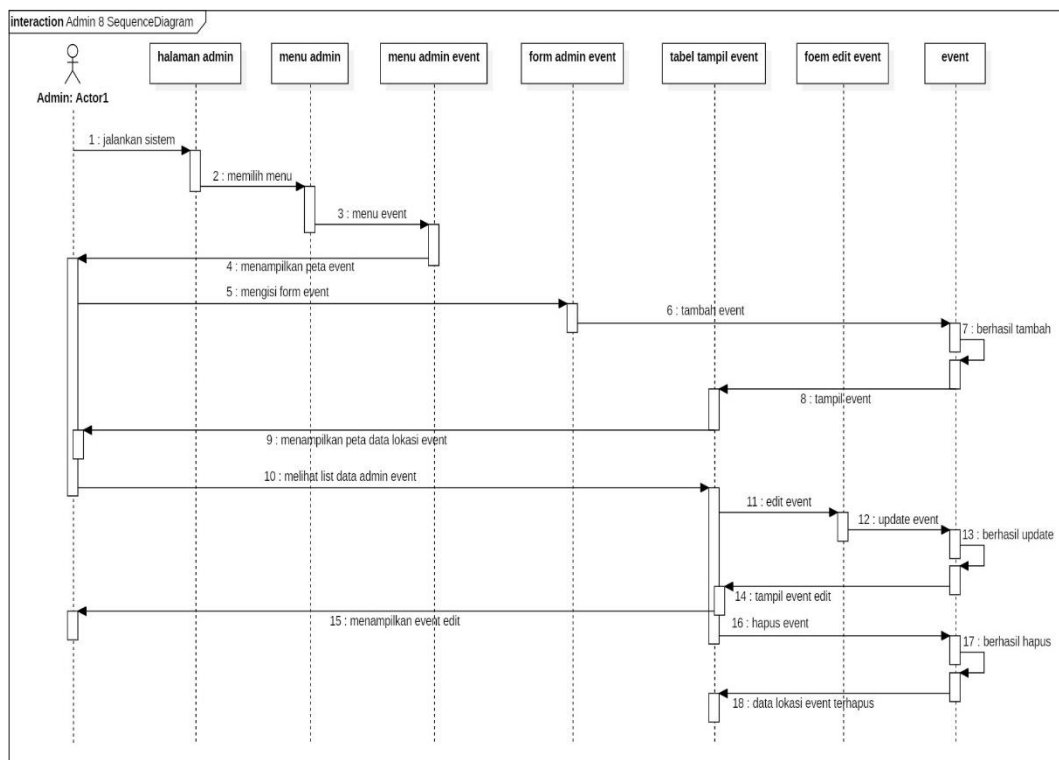 interaction Admin 8 SequenceDiagram
Admin: Actor1
halaman admin
menu admin
menu admin event
form admin event
tabel tampil event
foem edit event
event
1 : jalankan sistem
2 : memilih menu
3 : menu event
4 : menampilkan peta event
5 : mengisi form event
6 : tambah event
7 : berhasil tambah
8 : tampil event
9 : menampilkan peta data lokasi event
10 : melihat list data admin event
11 : edit event
12 : update event
13 : berhasil update
14 : tampil event edit
15 : menampilkan event edit
16 : hapus event
17 : berhasil hapus
18 : data lokasi event terhapus